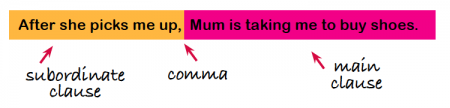 After she picks me up, Mum is taking me to buy shoes.
subordinate clause
comma
main clause